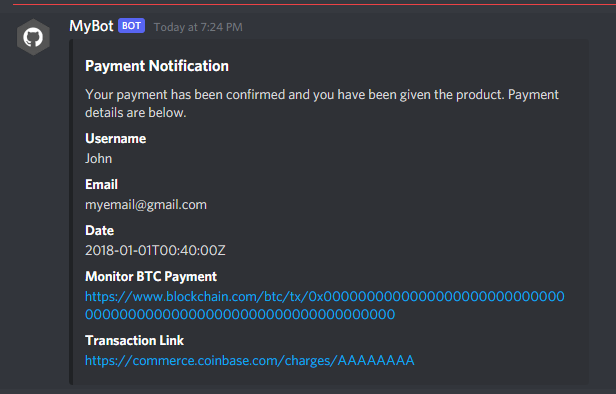 MyBot BOT Today at 7:24 PM
Payment Notification
Your payment has been confirmed and you have been given the product. Payment
details are below.
Username
John
Email
myemail@gmail.com
Date
2018-01-01T00:40:00Z
Monitor BTC Payment
https://www.blockchain.com/btc/tx/0x0000000000000000000000000000
000000000000000000000000000000000000
Transaction Link
https://commerce.coinbase.com/charges/AAAAAAAA